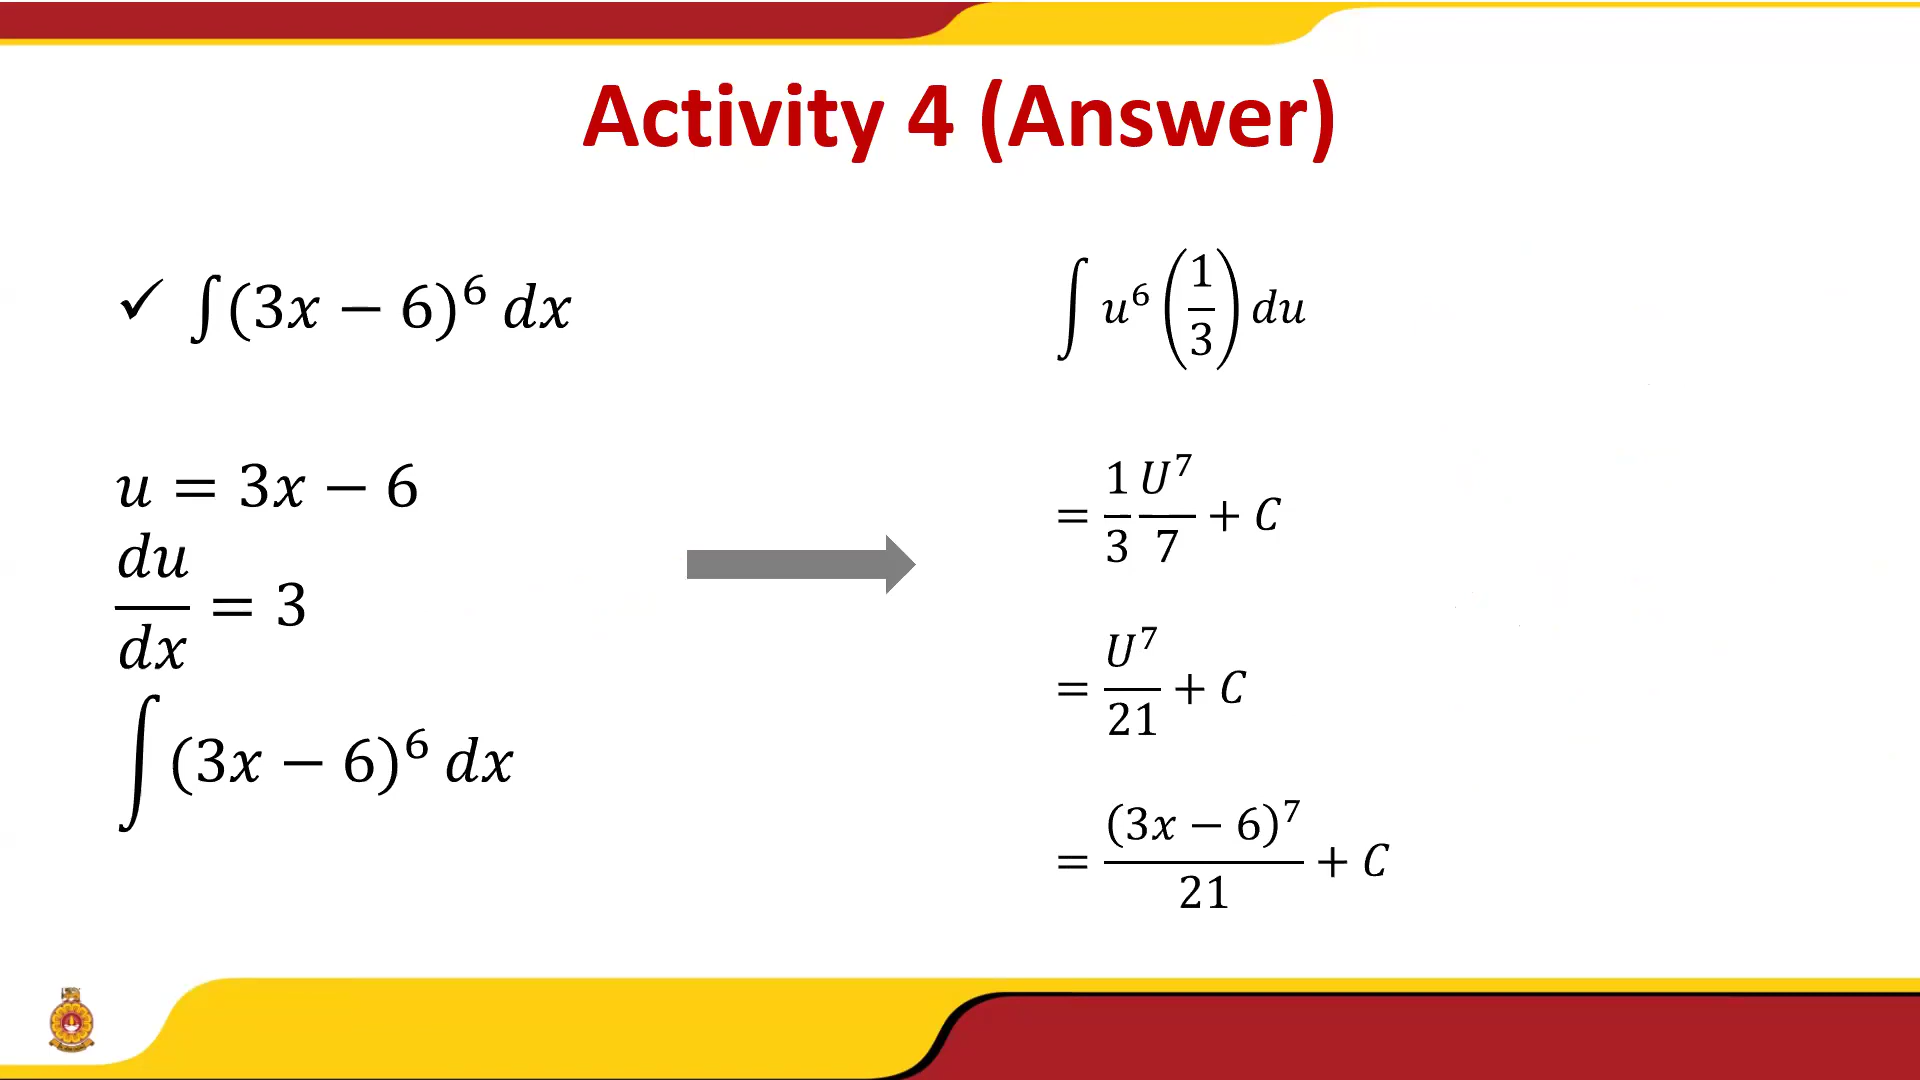 Activity 4 (Answer)
✓ ∫(3x − 6)⁶ dx
u = 3x − 6
du/dx = 3
∫(3x − 6)⁶ dx
∫ u⁶ (1/3) du
= 1/3 U⁷/7 + C
= U⁷/21 + C
= (3x − 6)⁷/21 + C